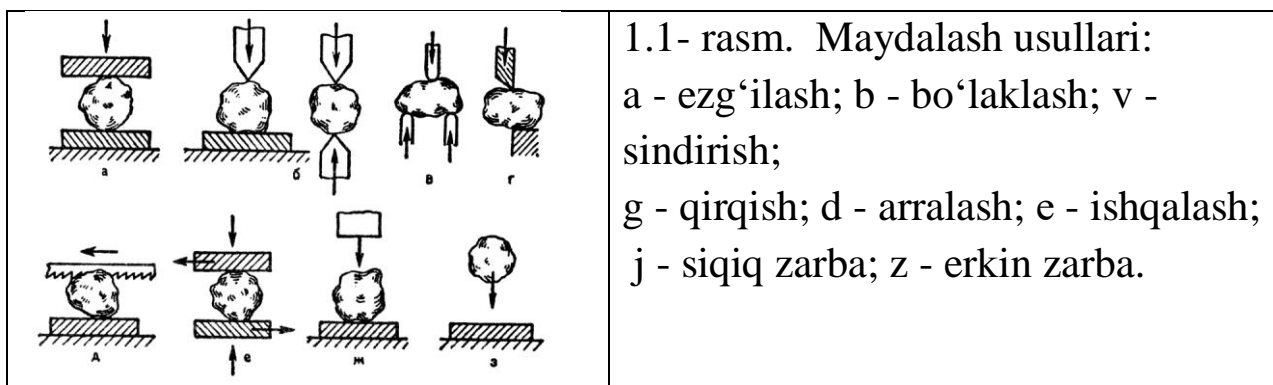 а
б
в
г
д
е
ж
з
1.1- rasm. Maydalash usullari:
a - ezg‘ilash; b - bo‘laklash; v -
sindirish;
g - qirqish; d - arralash; e - ishqalash;
j - siqiq zarba; z - erkin zarba.